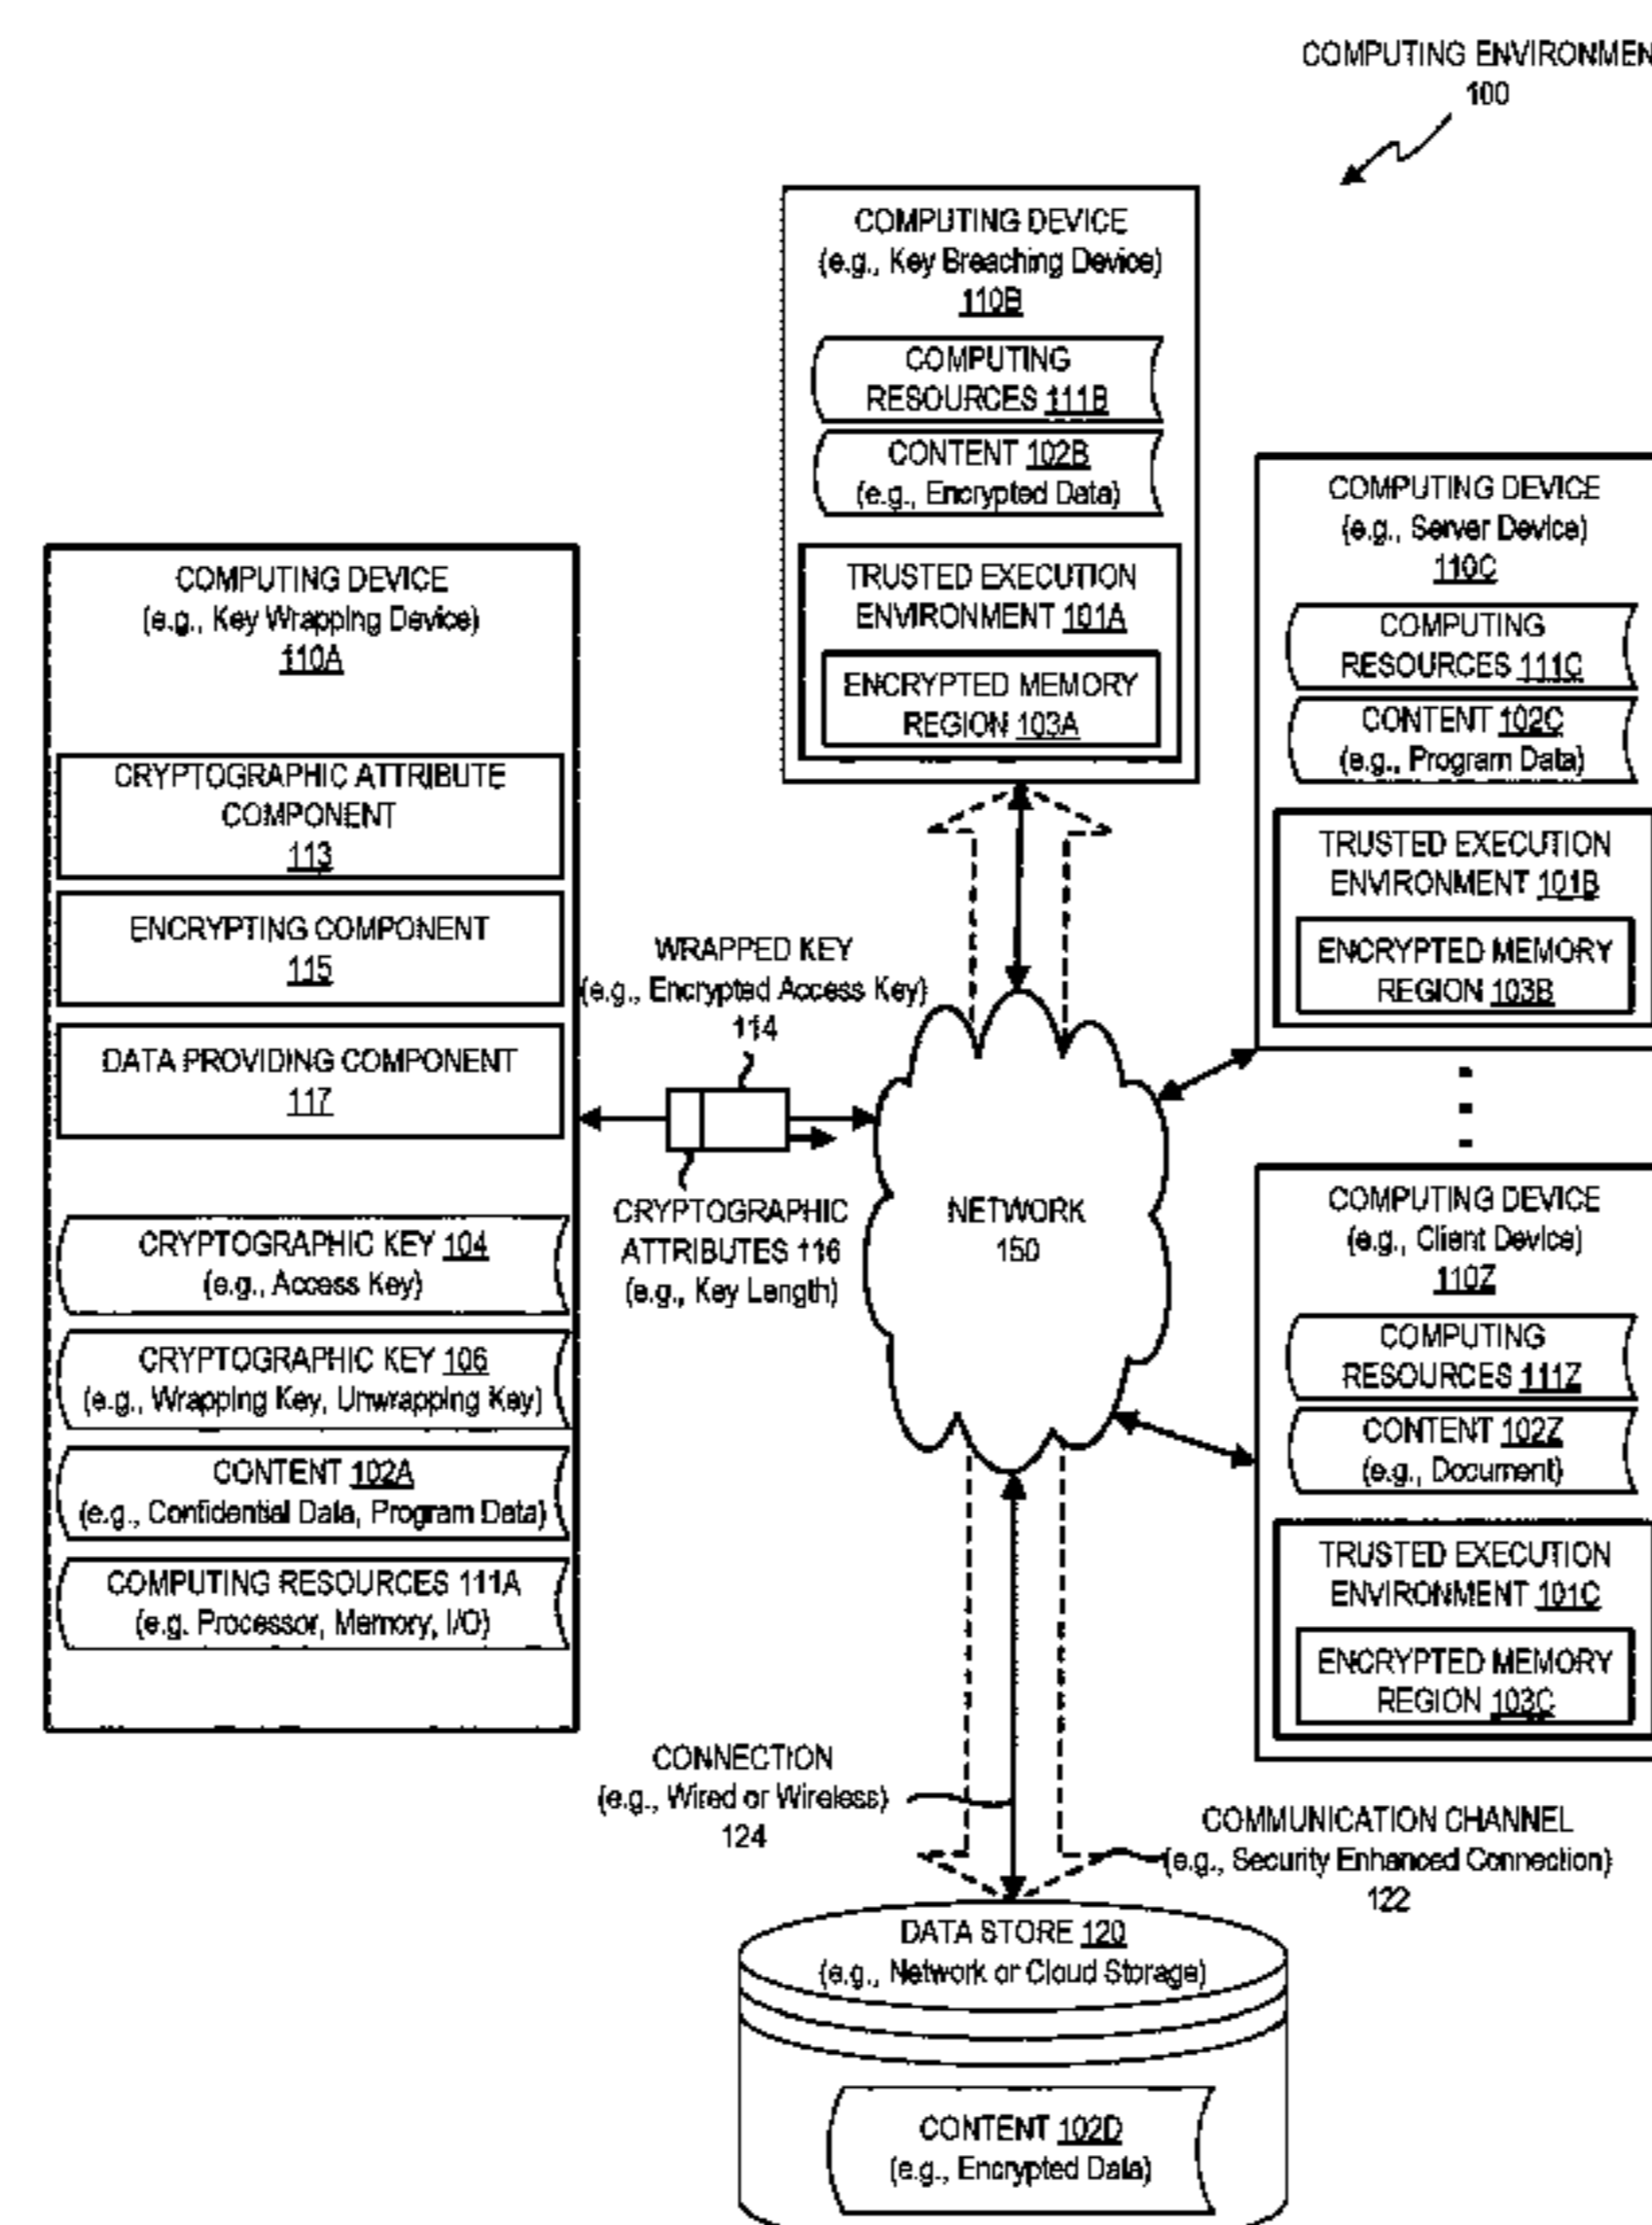 COMPUTING ENVIRONMEN
100
COMPUTING DEVICE
(e.g., Key Breaching Device)
110B
COMPUTING
RESOURCES 111B
CONTENT 102B
(e.g., Encrypted Data)
TRUSTED EXECUTION
ENVIRONMENT 101A
ENCRYPTED MEMORY
REGION 103A
COMPUTING DEVICE
(e.g., Key Wrapping Device)
110A
CRYPTOGRAPHIC ATTRIBUTE
COMPONENT
113
ENCRYPTING COMPONENT
115
DATA PROVIDING COMPONENT
117
CRYPTOGRAPHIC KEY 104
(e.g., Access Key)
CRYPTOGRAPHIC KEY 106
(e.g., Wrapping Key, Unwrapping Key)
CONTENT 102A
(e.g., Confidential Data, Program Data)
COMPUTING RESOURCES 111A
(e.g. Processor, Memory, I/O)
WRAPPED KEY
(e.g., Encrypted Access Key)
114
CRYPTOGRAPHIC
ATTRIBUTES 116
(e.g., Key Length)
NETWORK
150
COMPUTING DEVICE
(e.g., Server Device)
110C
COMPUTING
RESOURCES 111C
CONTENT 102C
(e.g., Program Data)
TRUSTED EXECUTION
ENVIRONMENT 101B
ENCRYPTED MEMORY
REGION 103B
COMPUTING DEVICE
(e.g., Client Device)
110Z
COMPUTING
RESOURCES 111Z
CONTENT 102Z
(e.g., Document)
TRUSTED EXECUTION
ENVIRONMENT 101C
ENCRYPTED MEMORY
REGION 103C
CONNECTION
(e.g., Wired or Wireless)
124
COMMUNICATION CHANNEL
(e.g., Security Enhanced Connection)
122
DATA STORE 120
(e.g., Network or Cloud Storage)
CONTENT 102D
(e.g., Encrypted Data)